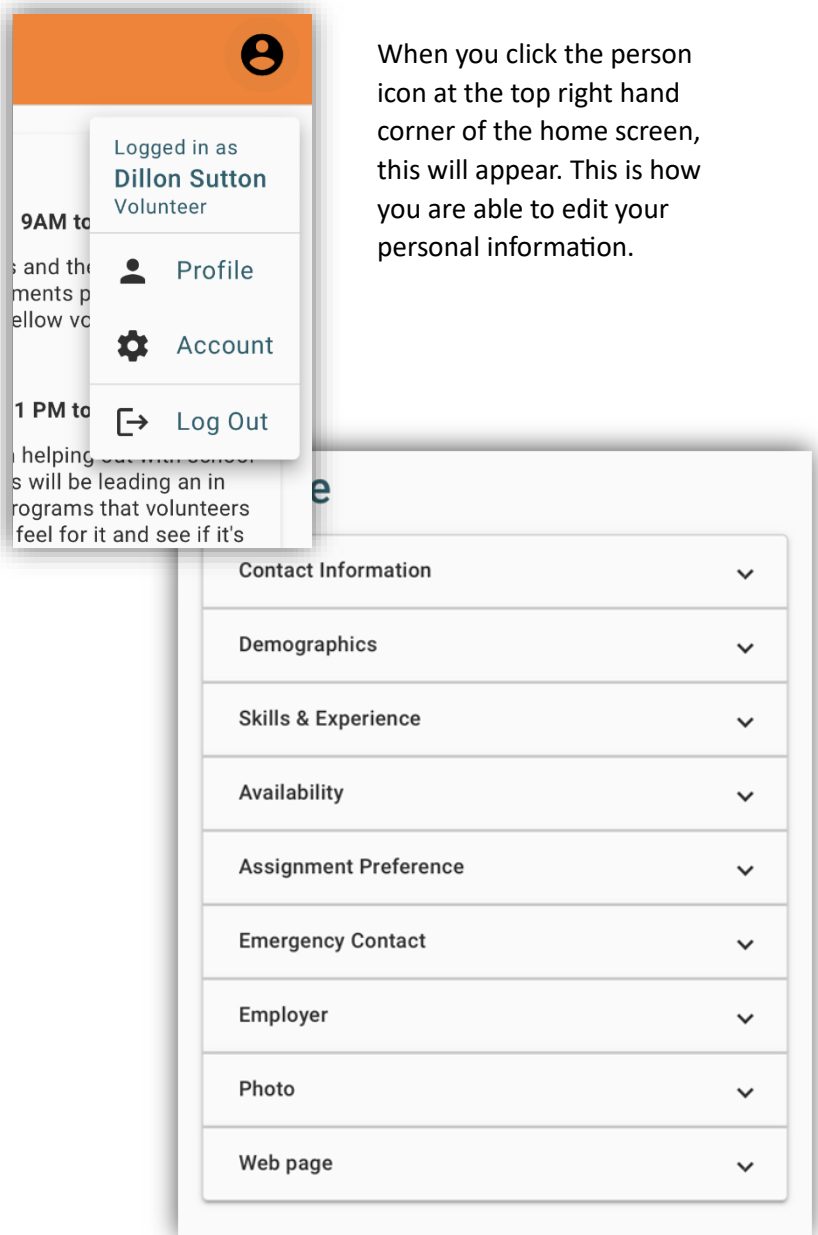 When you click the person
icon at the top right hand
corner of the home screen,
this will appear. This is how
you are able to edit your
personal information.
Logged in as
Dillon Sutton
Volunteer
Profile
Account
Log Out
9AM to
s and the
ments p
ellow vo
1 PM to
helping out with school
s will be leading an in
rograms that volunteers
feel for it and see if it's
e
Contact Information
Demographics
Skills & Experience
Availability
Assignment Preference
Emergency Contact
Employer
Photo
Web page